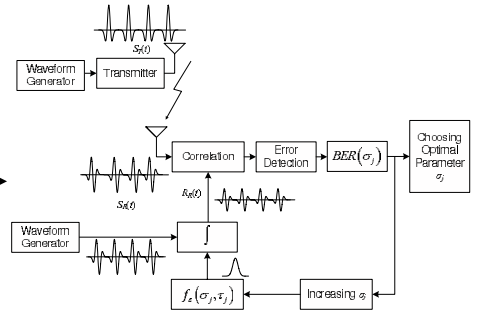 S_T(t)
Waveform
Generator
Transmitter
Correlation
Error
Detection
BER(σ_j)
Choosing
Optimal
Parameter
σ_j
S_R(t)
R_R(t)
Waveform
Generator
∫
f_ε(σ_j, τ_j)
Increasing σ_j